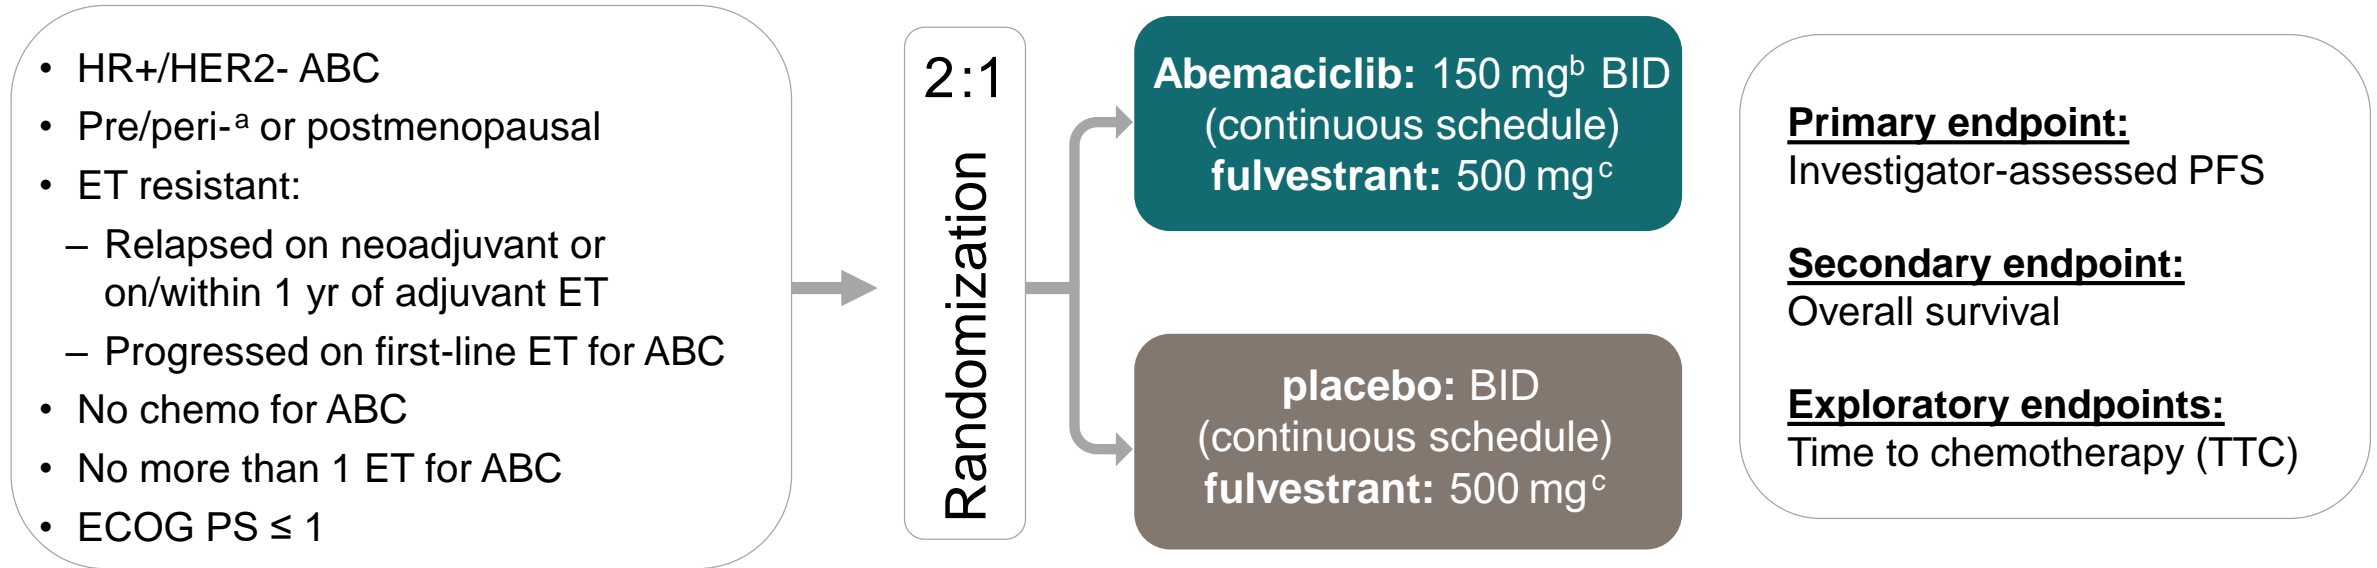 • HR+/HER2- ABC
• Pre/peri-ᵃ or postmenopausal
• ET resistant:
– Relapsed on neoadjuvant or
on/within 1 yr of adjuvant ET
– Progressed on first-line ET for ABC
• No chemo for ABC
• No more than 1 ET for ABC
• ECOG PS ≤ 1
2:1
Randomization
Abemaciclib: 150 mgᵇ BID
(continuous schedule)
fulvestrant: 500 mgᶜ
placebo: BID
(continuous schedule)
fulvestrant: 500 mgᶜ
Primary endpoint:
Investigator-assessed PFS
Secondary endpoint:
Overall survival
Exploratory endpoints:
Time to chemotherapy (TTC)